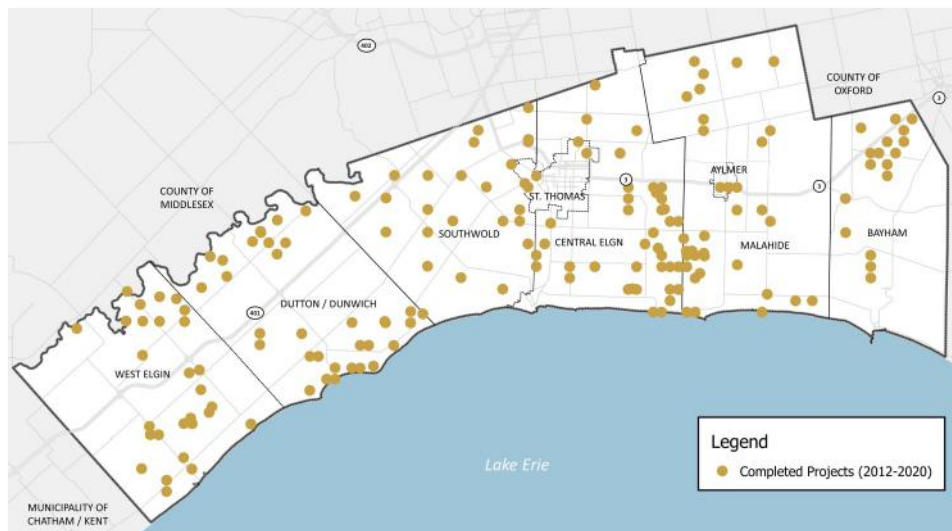 402
COUNTY OF
OXFORD
3
COUNTY OF
MIDDLESEX
AYLMER
3
ST. THOMAS
3
SOUTHWOLD
CENTRAL ELGN
MALAHIDE
BAYHAM
DUTTON / DUNWICH
401
WEST ELGIN
Legend
Completed Projects (2012-2020)
Lake Erie
MUNICIPALITY OF
CHATHAM / KENT